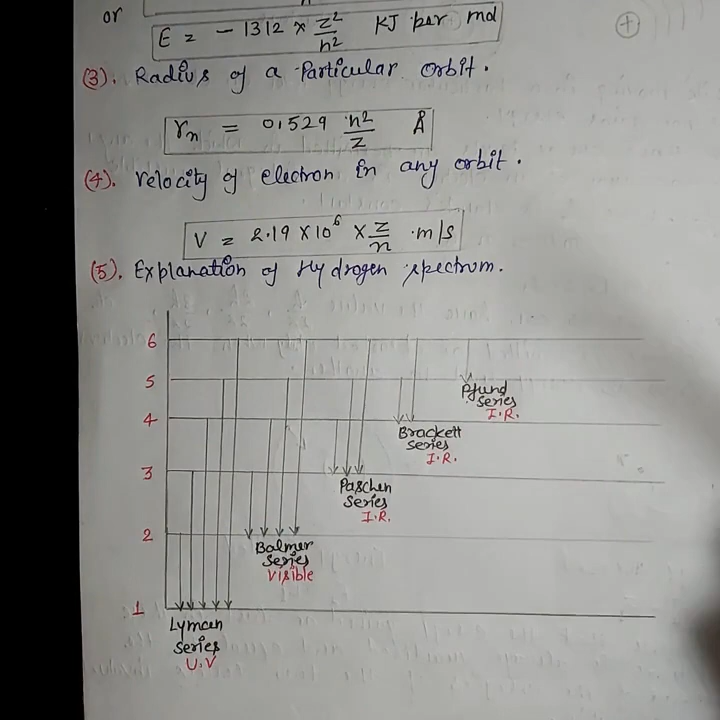 or
E = - 1312 × Z²/n² KJ per mol
(3). Radius of a Particular orbit.
rn = 0.529 n²/Z Å
(4). Velocity of electron in any orbit.
V = 2.19 × 10⁶ × Z/n m/s
(5). Explanation of Hydrogen spectrum.
6
5
Pfund
series
I.R.
4
Brackett
series
I.R.
3
Paschen
Series
I.R.
2
Balmer
Series
Visible
1
Lyman
Series
U.V